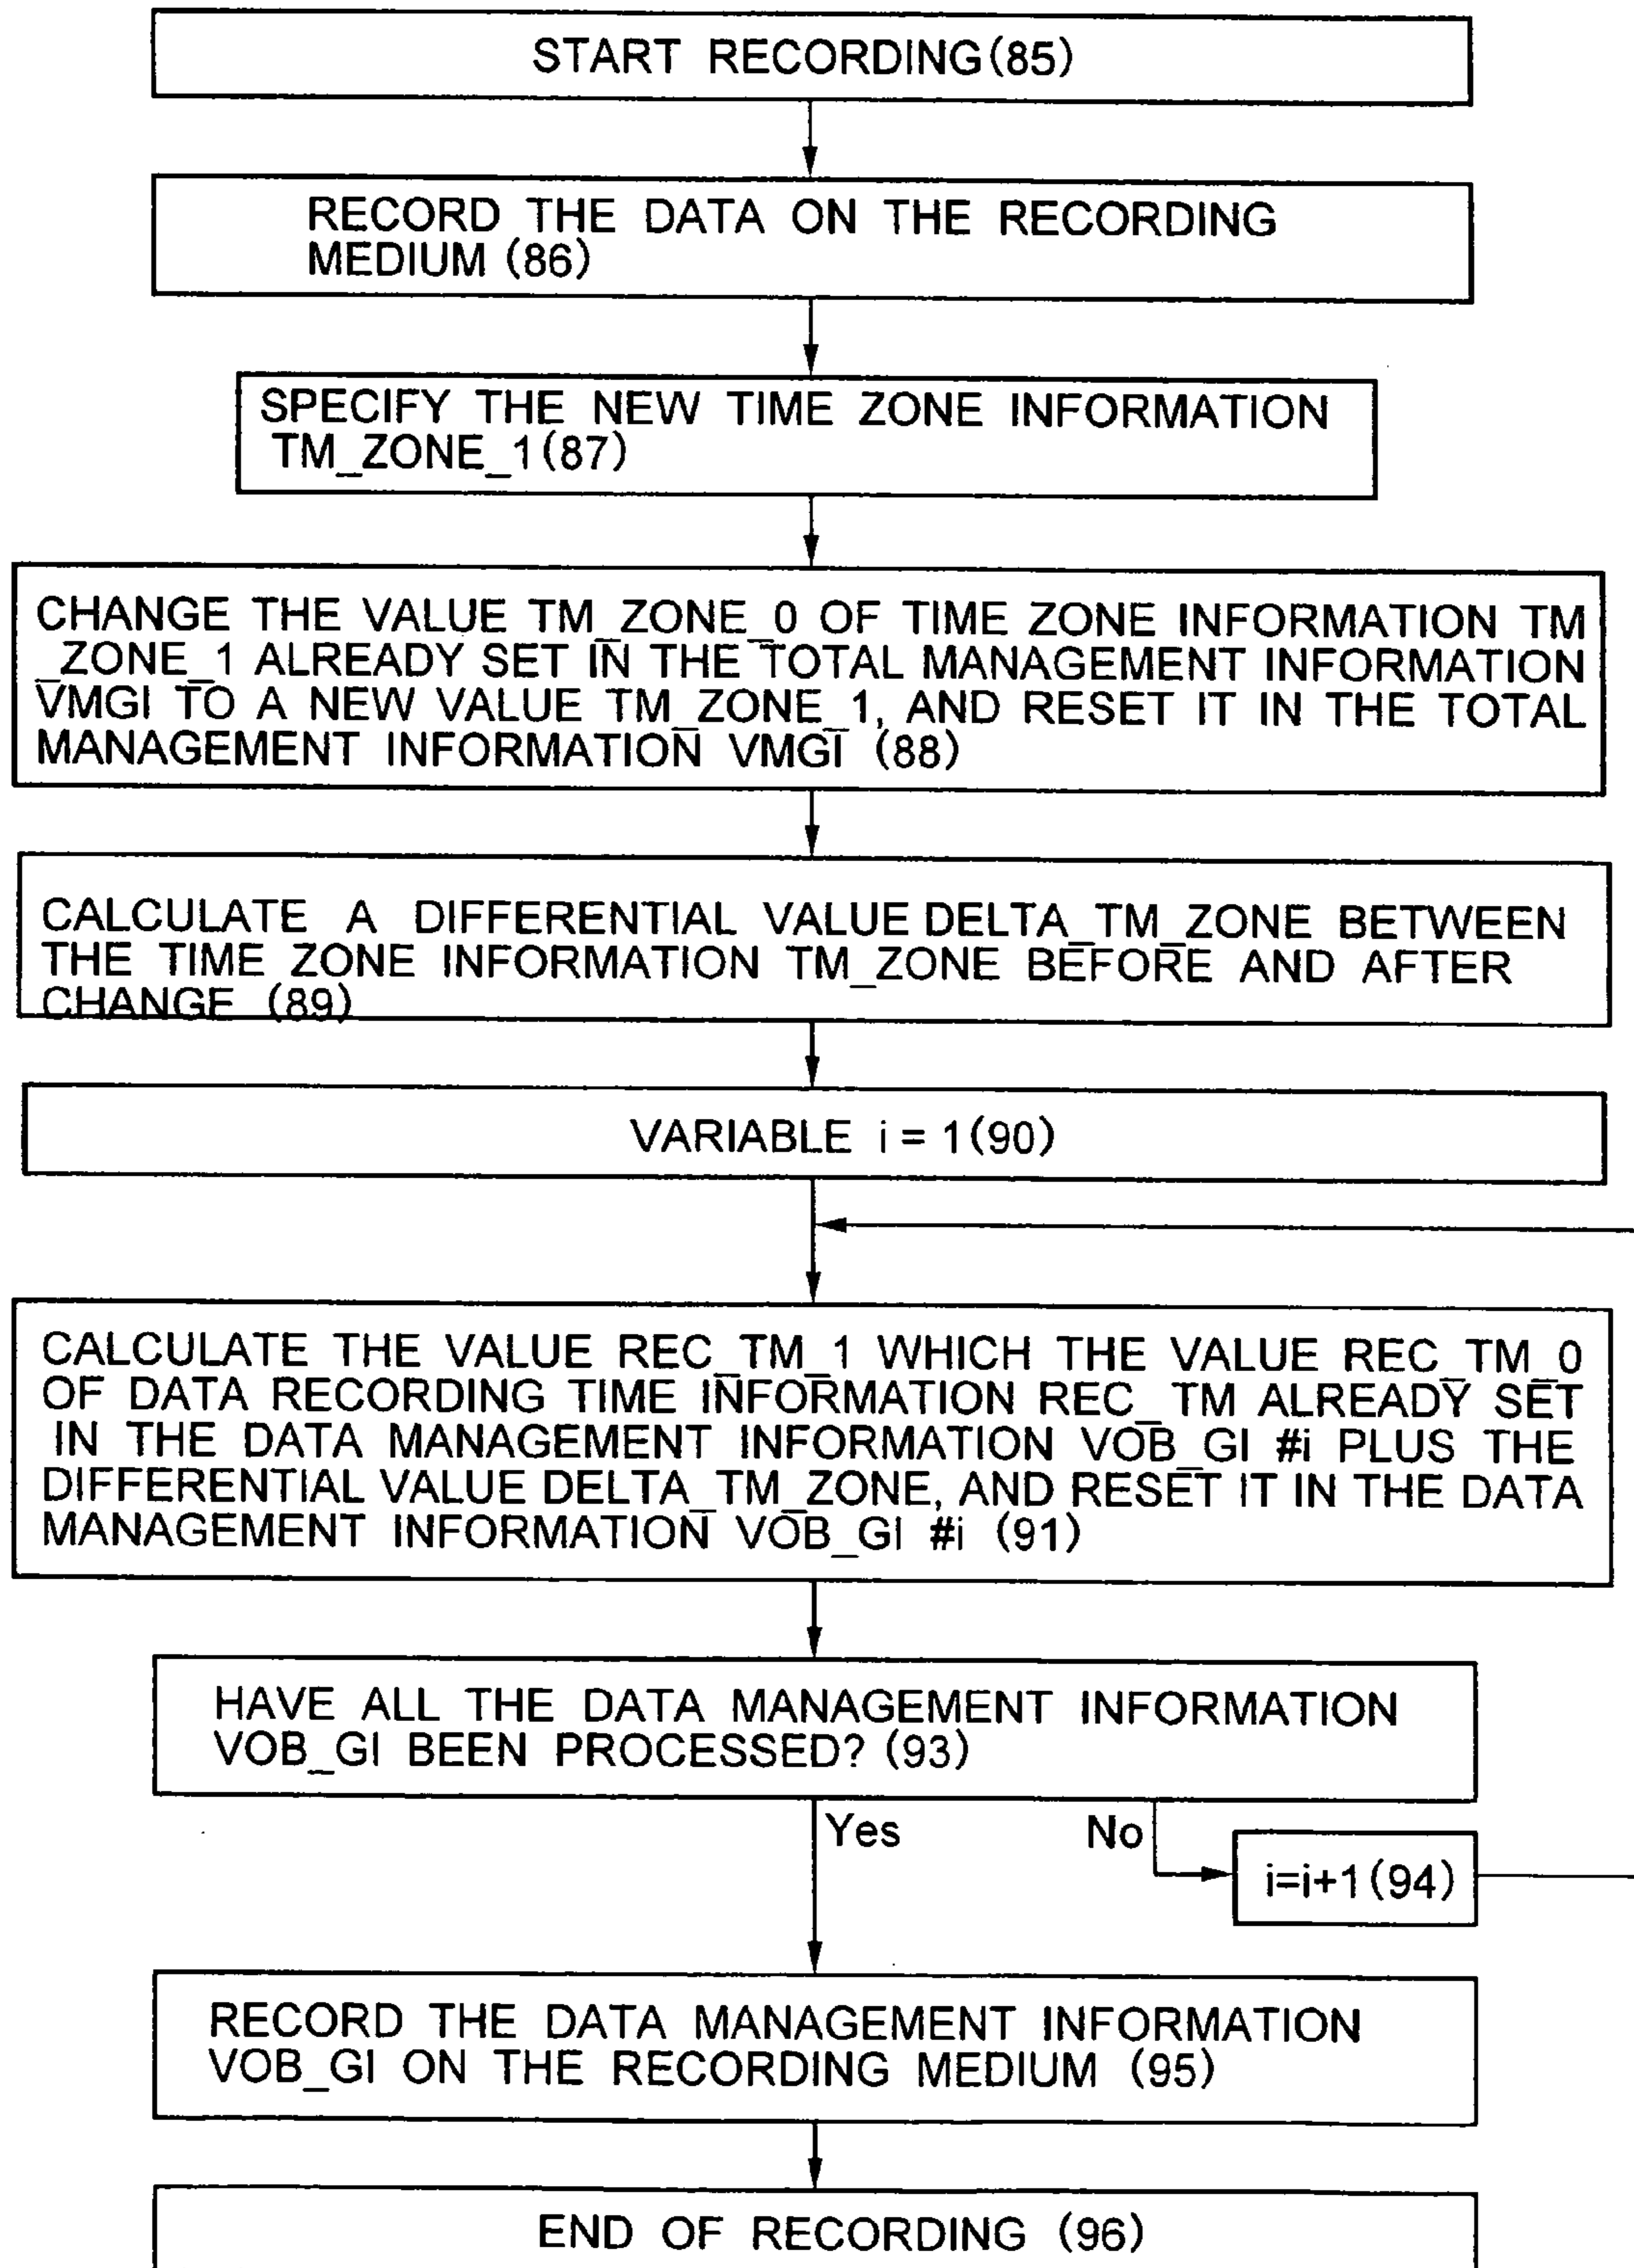 START RECORDING(85)
RECORD THE DATA ON THE RECORDING
MEDIUM (86)
SPECIFY THE NEW TIME ZONE INFORMATION
TM_ZONE_1(87)
CHANGE THE VALUE TM_ZONE_0 OF TIME ZONE INFORMATION TM
_ZONE_1 ALREADY SET IN THE TOTAL MANAGEMENT INFORMATION
VMGI TO A NEW VALUE TM_ZONE_1, AND RESET IT IN THE TOTAL
MANAGEMENT INFORMATION VMGI (88)
CALCULATE A DIFFERENTIAL VALUE DELTA_TM_ZONE BETWEEN
THE TIME ZONE INFORMATION TM_ZONE BEFORE AND AFTER
CHANGE (89)
VARIABLE i = 1(90)
CALCULATE THE VALUE REC_TM_1 WHICH THE VALUE REC_TM_0
OF DATA RECORDING TIME INFORMATION REC_TM ALREADY SET
IN THE DATA MANAGEMENT INFORMATION VOB_GI #i PLUS THE
DIFFERENTIAL VALUE DELTA_TM_ZONE, AND RESET IT IN THE DATA
MANAGEMENT INFORMATION VOB_GI #i (91)
HAVE ALL THE DATA MANAGEMENT INFORMATION
VOB_GI BEEN PROCESSED? (93)
Yes No
i=i+1(94)
RECORD THE DATA MANAGEMENT INFORMATION
VOB_GI ON THE RECORDING MEDIUM (95)
END OF RECORDING (96)